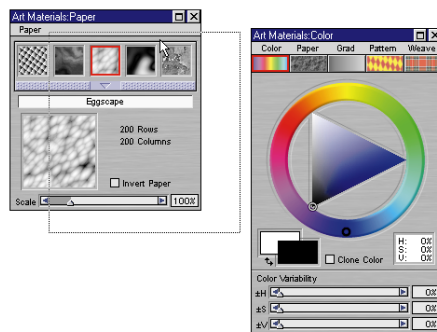 Art Materials:Paper
Paper
Eggscape
200 Rows
200 Columns
Invert Paper
Scale 100%
Art Materials:Color
Color Paper Grad Pattern Weave
H: 0%
S: 0%
V: 0%
Clone Color
Color Variability
±H 0%
±S 0%
±V 0%